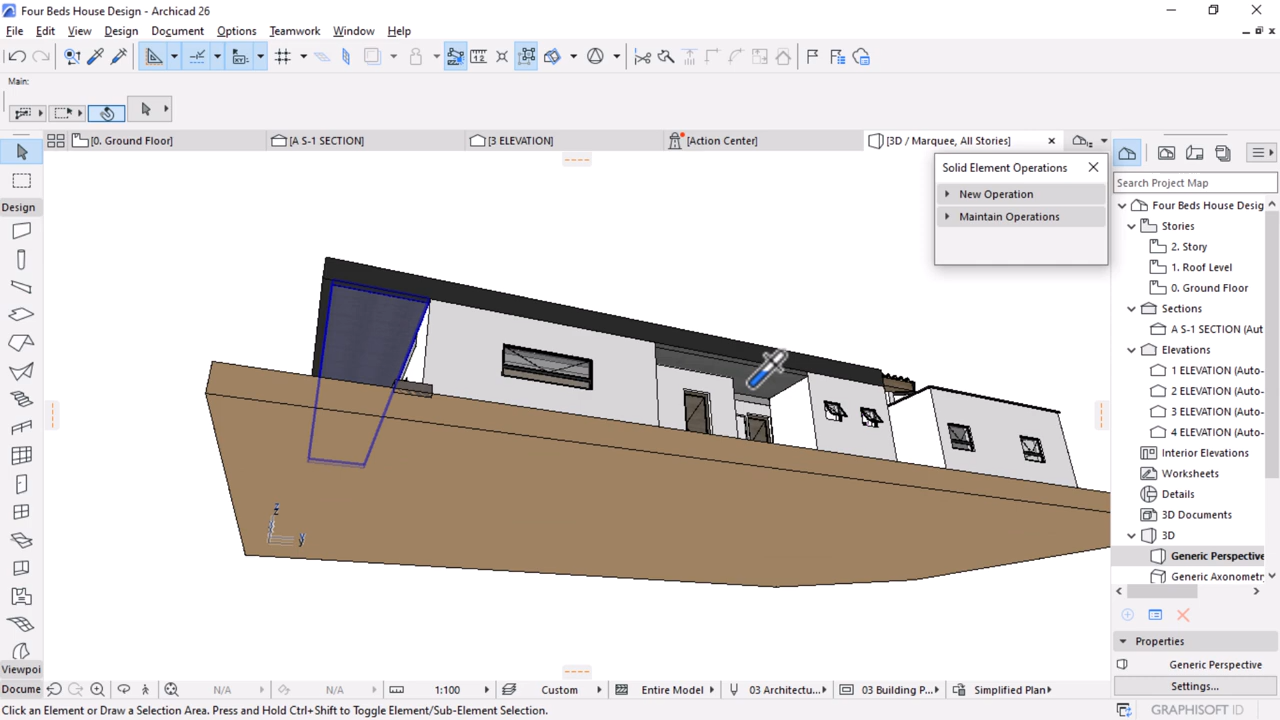 Four Beds House Design - Archicad 26
File Edit View Design Document Options Teamwork Window Help
Main:
[0. Ground Floor] [A S-1 SECTION] [3 ELEVATION] [Action Center] [3D / Marquee, All Stories]
Solid Element Operations
New Operation
Maintain Operations
Search Project Map
Four Beds House Desig
Stories
2. Story
1. Roof Level
0. Ground Floor
Sections
A S-1 SECTION (Aut
Elevations
1 ELEVATION (Auto-
2 ELEVATION (Auto-
3 ELEVATION (Auto-
4 ELEVATION (Auto-
Interior Elevations
Worksheets
Details
3D Documents
3D
Generic Perspective
Generic Axonometr
Properties
Generic Perspective
Settings...
Design
Viewpoi
Docume
z
y
N/A N/A 1:100 Custom Entire Model 03 Architectu... 03 Building P... Simplified Plan
Click an Element or Draw a Selection Area. Press and Hold Ctrl+Shift to Toggle Element/Sub-Element Selection.
GRAPHISOFT ID